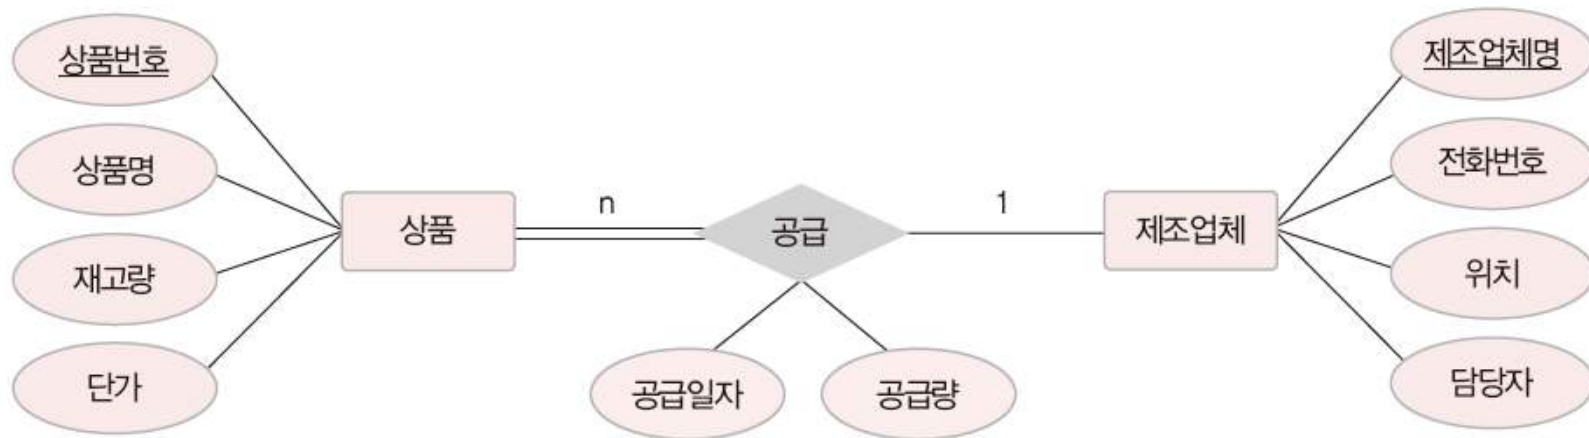 상품번호
상품명
재고량
단가
상품
n
공급
1
제조업체
공급일자
공급량
제조업체명
전화번호
위치
담당자